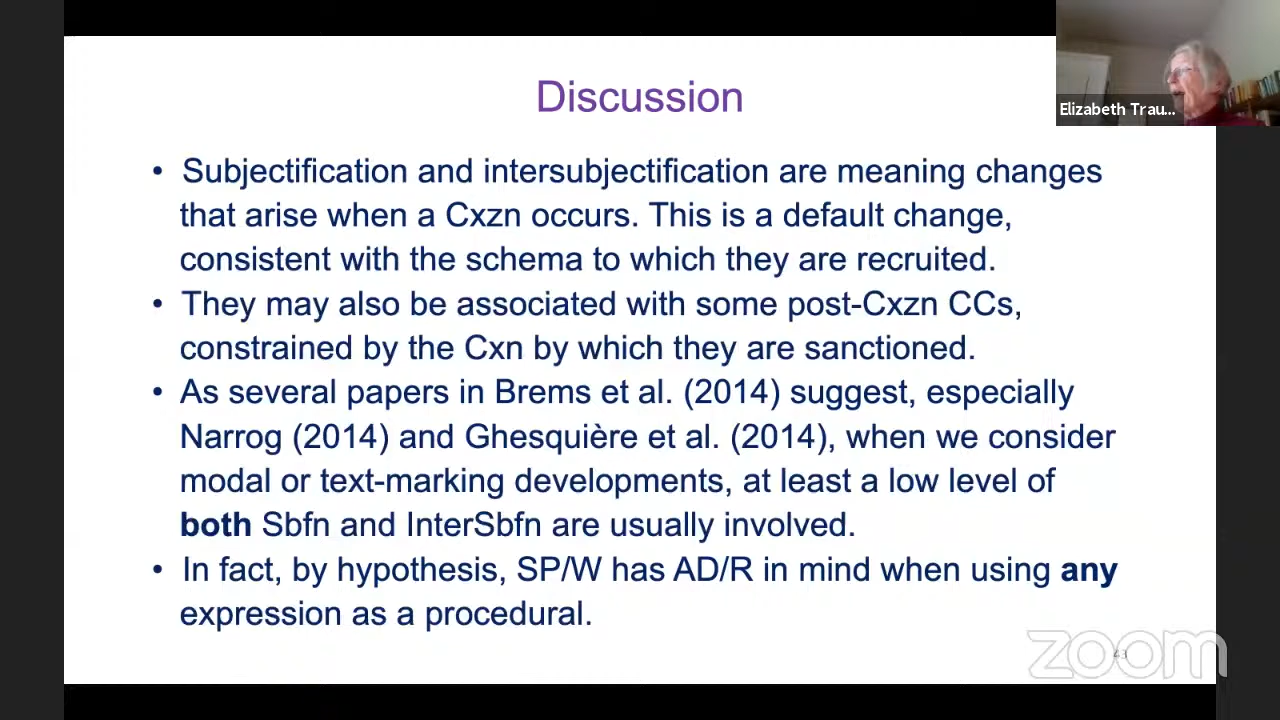 Elizabeth Trau...
Discussion
• Subjectification and intersubjectification are meaning changes
that arise when a Cxzn occurs. This is a default change,
consistent with the schema to which they are recruited.
• They may also be associated with some post-Cxzn CCs,
constrained by the Cxn by which they are sanctioned.
• As several papers in Brems et al. (2014) suggest, especially
Narrog (2014) and Ghesquière et al. (2014), when we consider
modal or text-marking developments, at least a low level of
both Sbfn and InterSbfn are usually involved.
• In fact, by hypothesis, SP/W has AD/R in mind when using any
expression as a procedural.
zoom
43